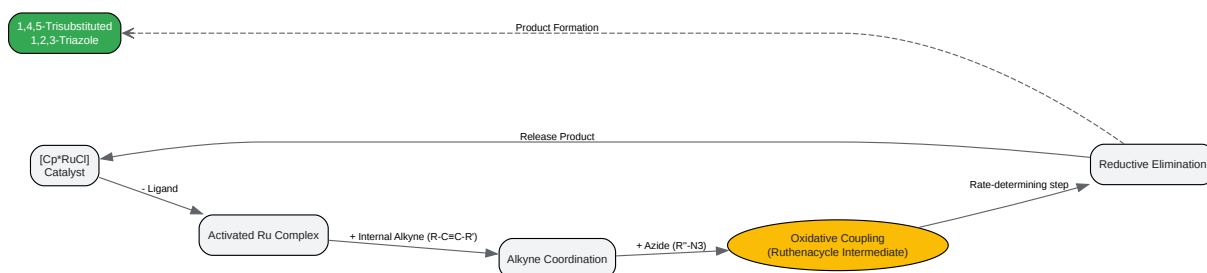 1,4,5-Trisubstituted
1,2,3-Triazole
Product Formation
Release Product
[Cp*RuCl]
Catalyst
- Ligand
Activated Ru Complex
+ Internal Alkyne (R-C≡C-R')
Alkyne Coordination
+ Azide (R''-N3)
Oxidative Coupling
(Ruthenacycle Intermediate)
Rate-determining step
Reductive Elimination